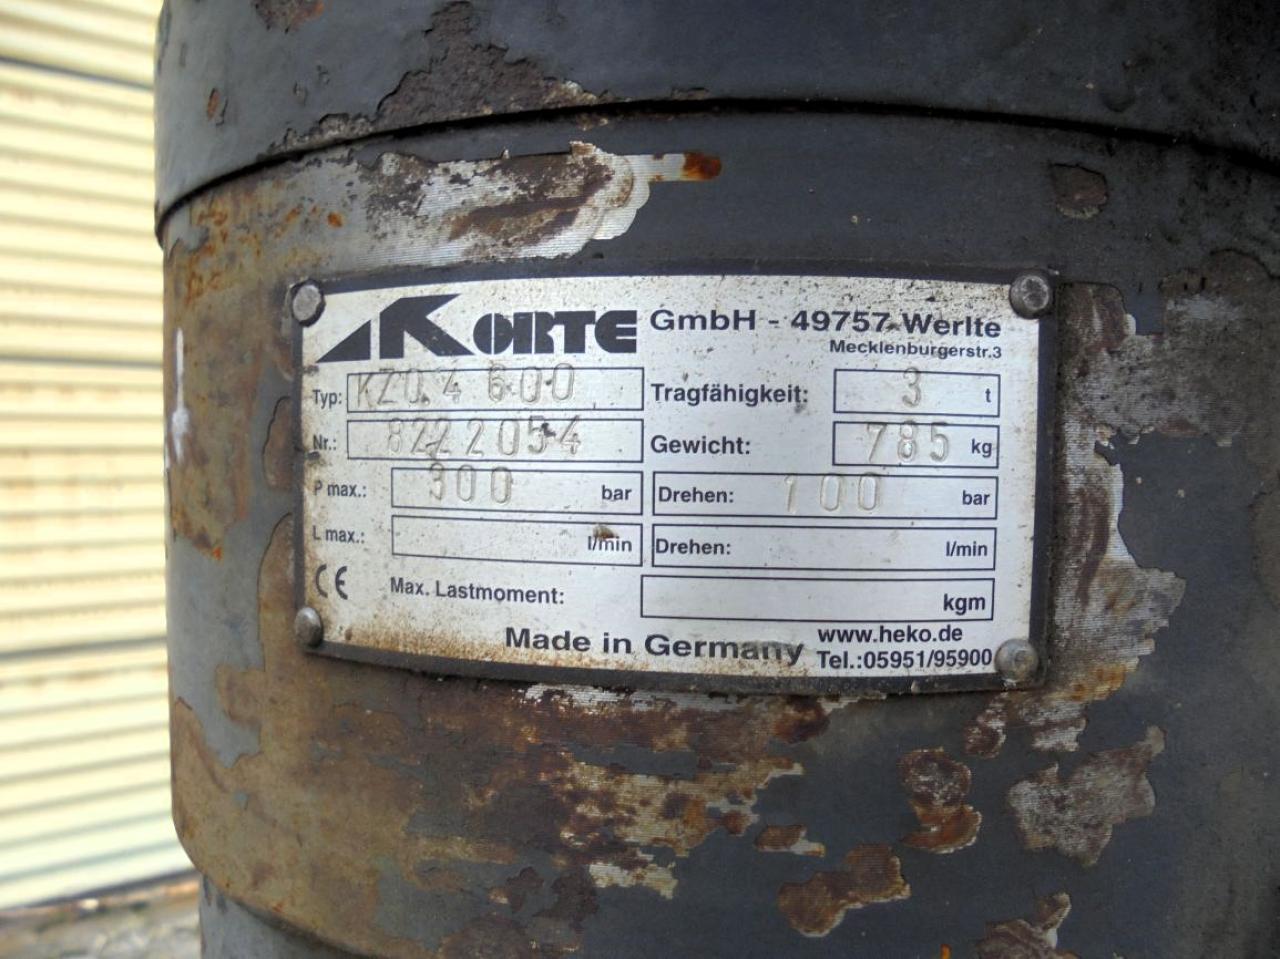 KORTE GmbH - 49757 Werlte
Mecklenburgerstr.3
Typ: KZ0.4 600 Tragfähigkeit: 3 t
Nr.: 8222054 Gewicht: 785 kg
P max.: 300 bar Drehen: 100 bar
L max.: l/min Drehen: l/min
CE Max. Lastmoment: kgm
Made in Germany www.heko.de
Tel.:05951/95900